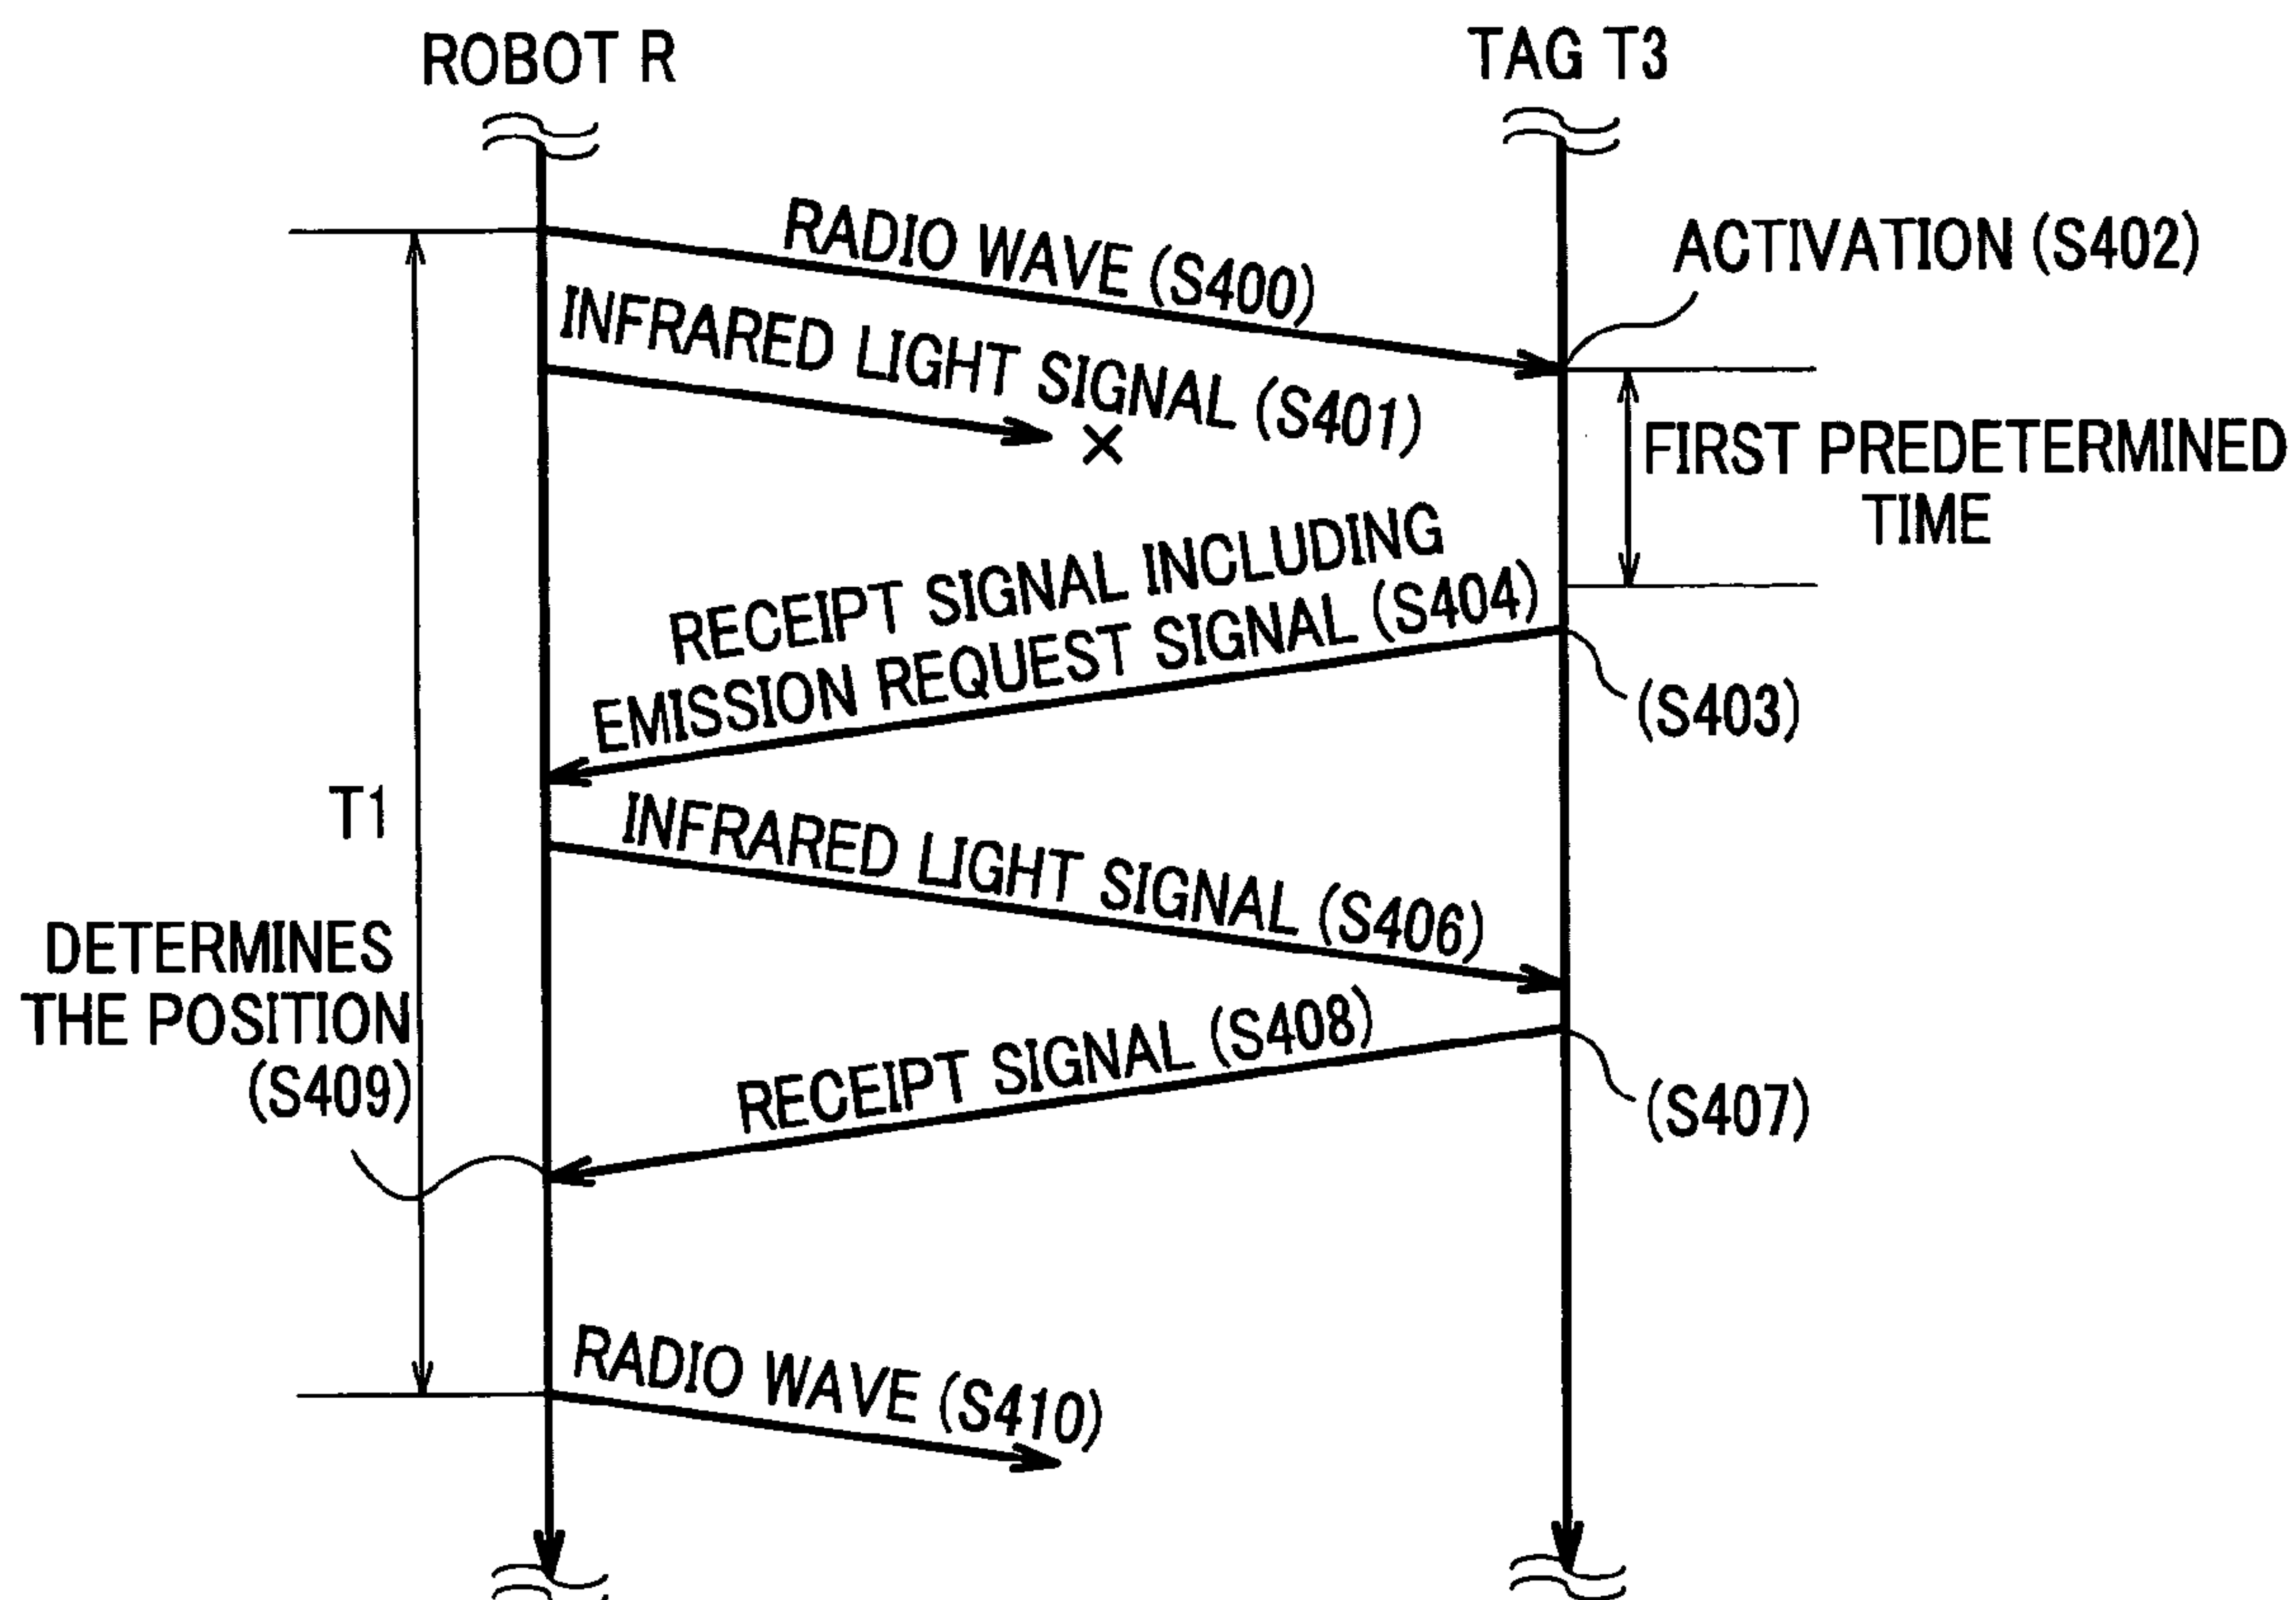 ROBOT R
TAG T3
RADIO WAVE (S400)
ACTIVATION (S402)
INFRARED LIGHT SIGNAL (S401)
×
FIRST PREDETERMINED
TIME
RECEIPT SIGNAL INCLUDING
EMISSION REQUEST SIGNAL (S404)
(S403)
T1
INFRARED LIGHT SIGNAL (S406)
DETERMINES
THE POSITION
(S409)
RECEIPT SIGNAL (S408)
(S407)
RADIO WAVE (S410)